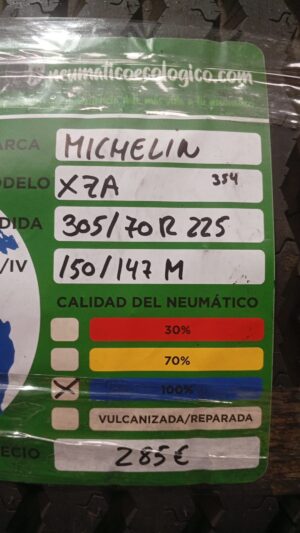 neumaticoecologico.com
ARCA MICHELIN
ODELO XZA 354
DIDA 305/70R 225
/IV 150/147 M
CALIDAD DEL NEUMÁTICO
30%
70%
X 100%
VULCANIZADA/REPARADA
ECIO 285€